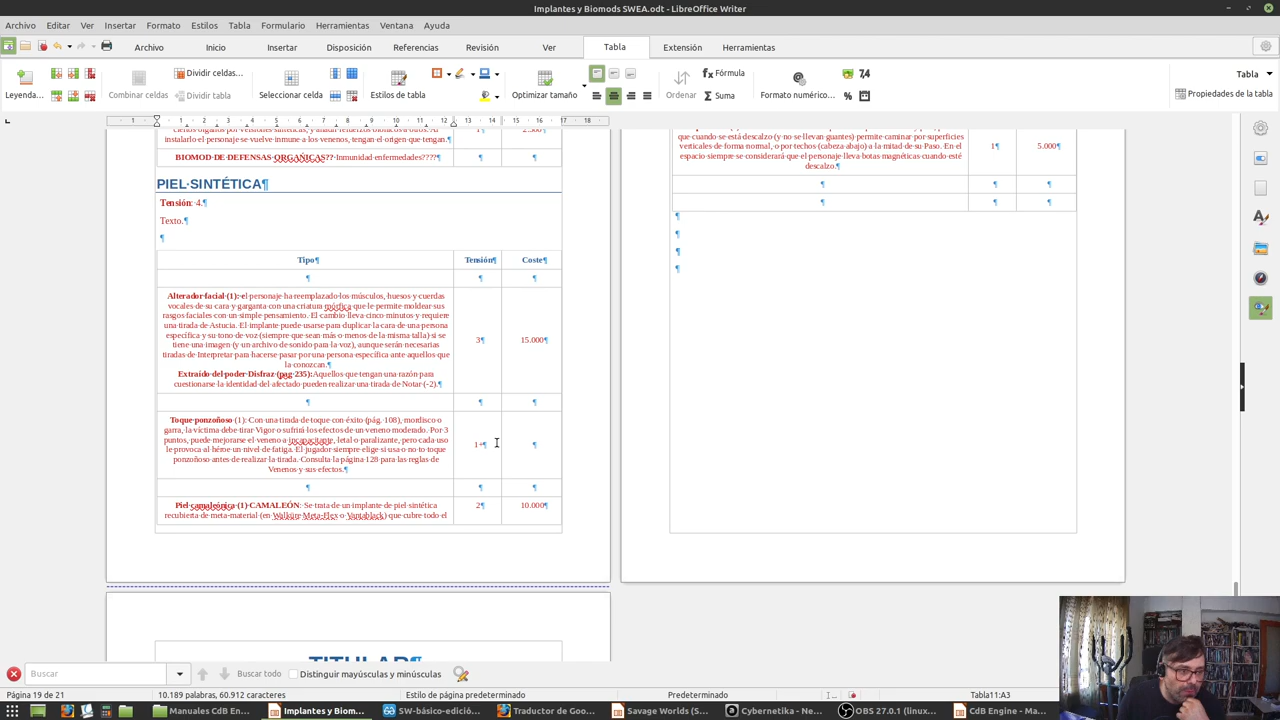 Implantes y Biomods SWEA.odt - LibreOffice Writer
Archivo Editar Ver Insertar Formato Estilos Tabla Formulario Herramientas Ventana Ayuda
Archivo Inicio Insertar Disposición Referencias Revisión Ver Tabla Extensión Herramientas
Dividir celdas... Fórmula Tabla
Leyenda... Combinar celdas Dividir tabla Seleccionar celda Estilos de tabla Optimizar tamaño Ordenar Suma Formato numérico... Propiedades de la tabla
instalarlo el personaje se vuelve inmune a los venenos, tengan el origen que tengan.¶
BIOMOD DE DEFENSAS ORGÁNICAS?? Inmunidad enfermedades????¶
PIEL SINTÉTICA¶
Tensión: 4.¶
Texto.¶
¶
Tipo¶ Tensión¶ Coste¶
¶ ¶ ¶
Alterador facial (1): el personaje ha reemplazado los músculos, huesos y cuerdas
vocales de su cara y garganta con una criatura mórfica que le permite moldear sus
rasgos faciales con un simple pensamiento. El cambio lleva cinco minutos y requiere
una tirada de Astucia. El implante puede usarse para duplicar la cara de una persona
específica y su tono de voz (siempre que sean más o menos de la misma talla) si se
tiene una imagen (y un archivo de sonido para la voz), aunque serán necesarias
tiradas de Interpretar para hacerse pasar por una persona específica ante aquellos que
la conozcan.¶
Extraído del poder Disfraz (pag 235):Aquellos que tengan una razón para
cuestionarse la identidad del afectado pueden realizar una tirada de Notar (-2).¶
3¶ 15.000¶
¶ ¶ ¶
Toque ponzoñoso (1): Con una tirada de toque con éxito (pág. 108), mordisco o
garra, la víctima debe tirar Vigor o sufrirá los efectos de un veneno moderado. Por 3
puntos, puede mejorarse el veneno a incapacitante, letal o paralizante, pero cada uso
le provoca al héroe un nivel de fatiga. El jugador siempre elige si usa o no to toque
ponzoñoso antes de realizar la tirada. Consulta la página 128 para las reglas de
Venenos y sus efectos.¶
1+¶ ¶
¶ ¶ ¶
Piel camaleónica (1) CAMALEÓN: Se trata de un implante de piel sintética
recubierta de meta-material (en Walküre Meta-Flex o Vantablack) que cubre todo el
2¶ 10.000¶
TITULAR¶
que cuando se está descalzo (y no se llevan guantes) permite caminar por superficies
verticales de forma normal, o por techos (cabeza abajo) a la mitad de su Paso. En el
espacio siempre se considerará que el personaje lleva botas magnéticas cuando esté
descalzo.¶
1¶ 5.000¶
¶ ¶ ¶
¶ ¶ ¶
¶
¶
¶
¶
Buscar Buscar todo Distinguir mayúsculas y minúsculas
Página 19 de 21 10.189 palabras, 60.912 caracteres Estilo de página predeterminado Predeterminado Tabla11:A3
Manuales CdB En... Implantes y Biom... SW-básico-edició... Traductor de Goo... Savage Worlds (S... Cybernetika - Ne... OBS 27.0.1 (linux... CdB Engine - Ma...